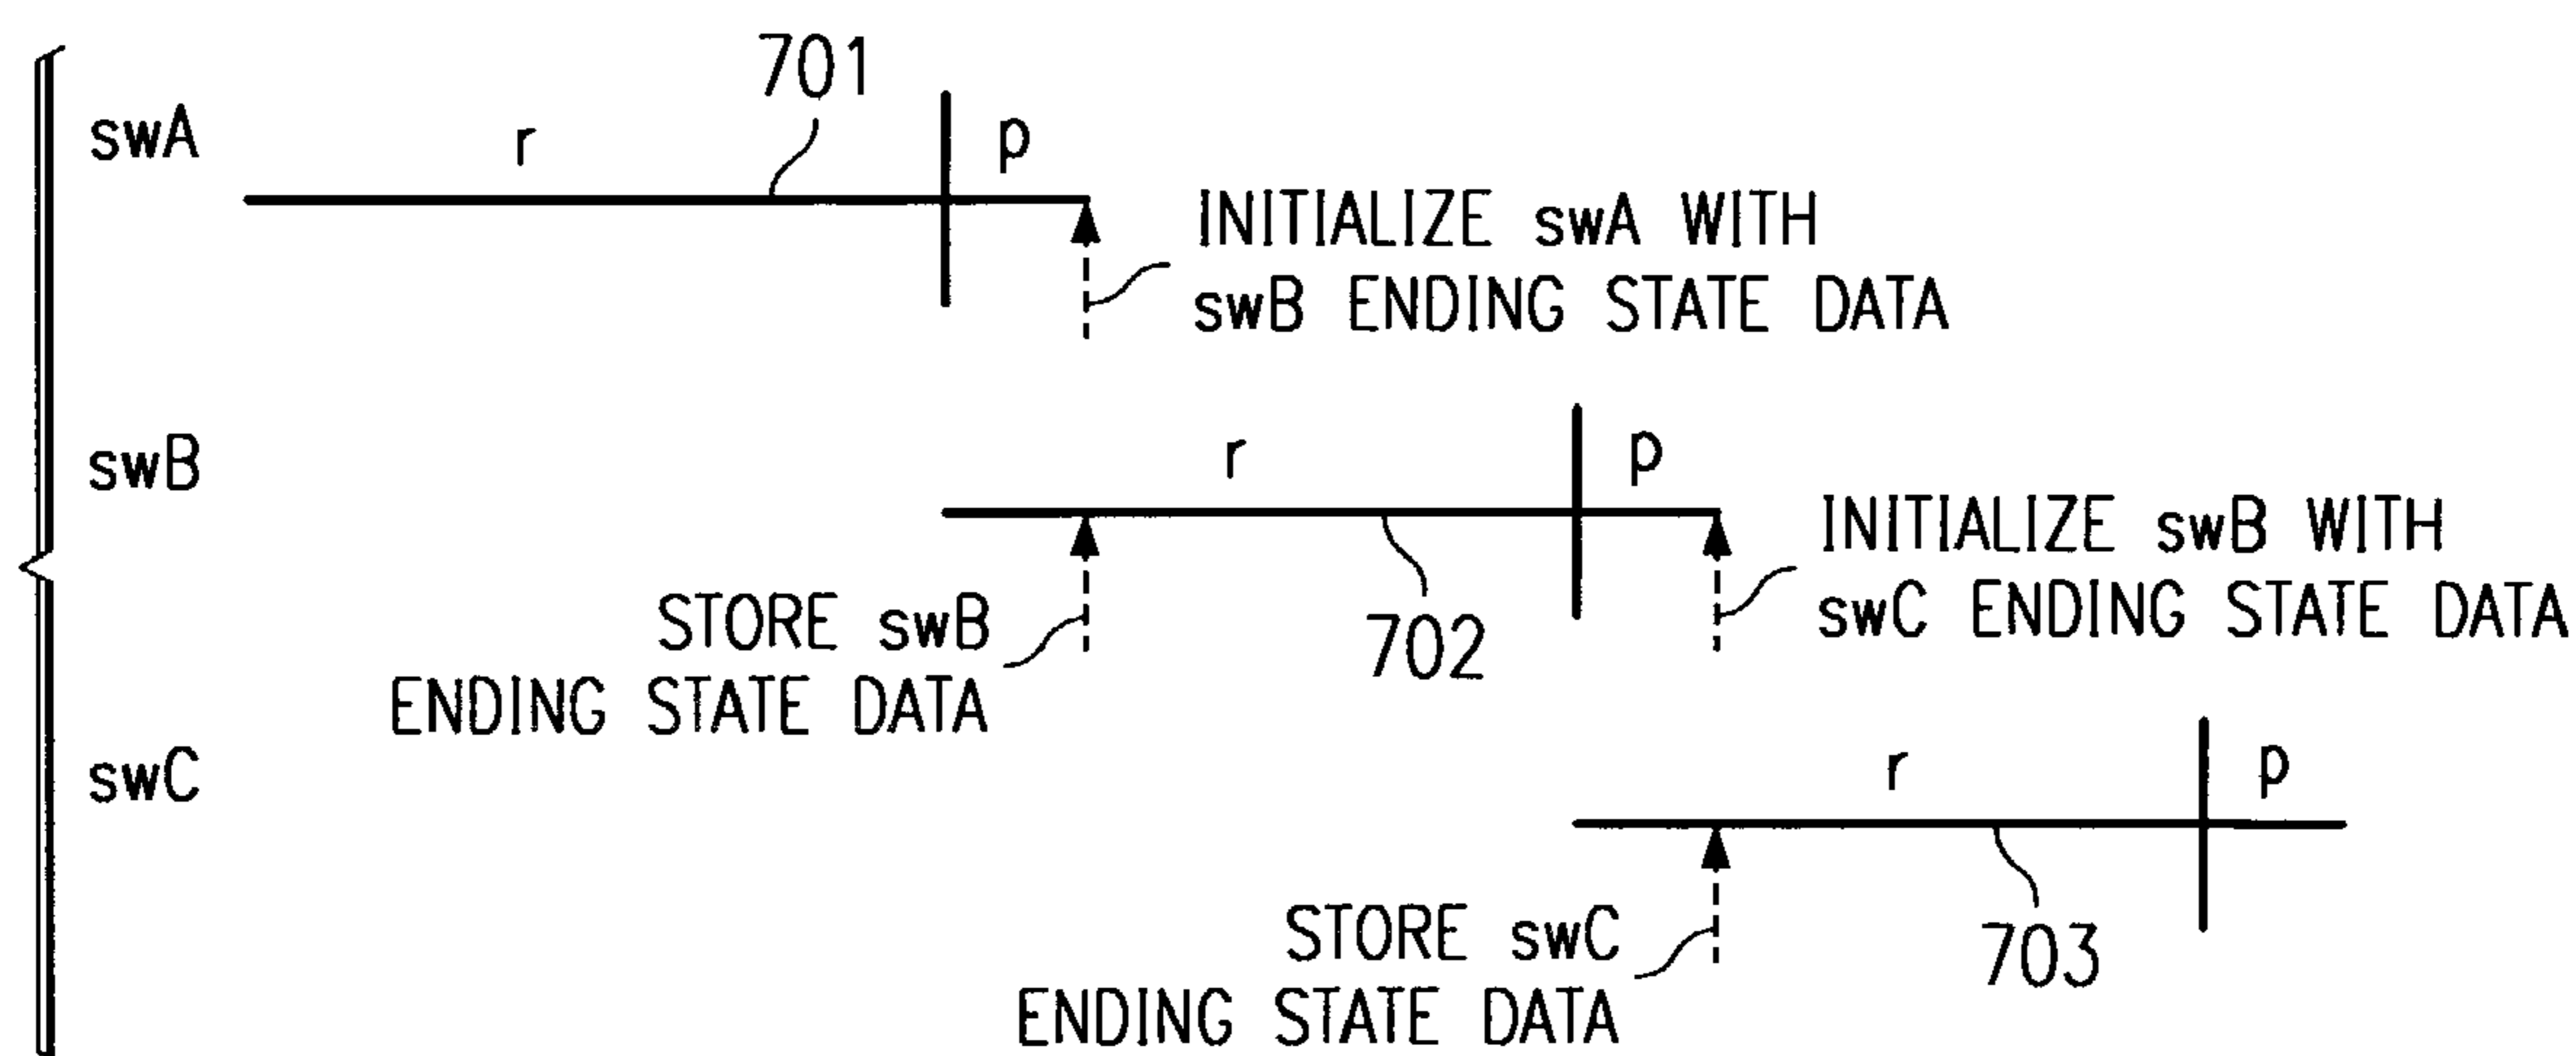 701
swA
r
p
INITIALIZE swA WITH
swB ENDING STATE DATA
swB
r
p
INITIALIZE swB WITH
swC ENDING STATE DATA
STORE swB
ENDING STATE DATA
702
swC
r
p
STORE swC
ENDING STATE DATA
703